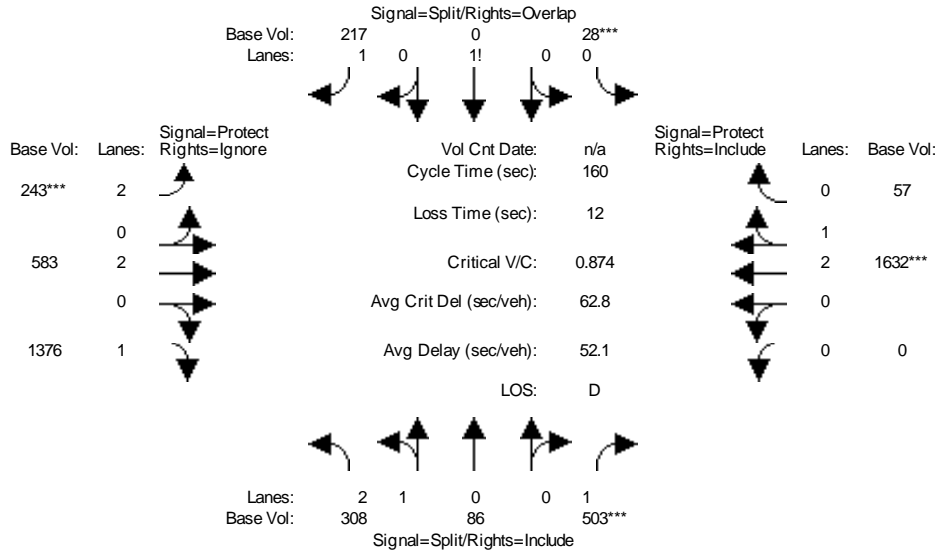 Signal=Split/Rights=Overlap
Base Vol: 217 0 28***
Lanes: 1 0 1! 0 0
Signal=Protect
Base Vol: Lanes: Rights=Ignore
Vol Cnt Date: n/a
Signal=Protect
Rights=Include Lanes: Base Vol:
Cycle Time (sec): 160
243*** 2
0 57
Loss Time (sec): 12
0
1
583 2
Critical V/C: 0.874
2 1632***
0
Avg Crit Del (sec/veh): 62.8
0
1376 1
Avg Delay (sec/veh): 52.1
0 0
LOS: D
Lanes: 2 1 0 0 1
Base Vol: 308 86 503***
Signal=Split/Rights=Include